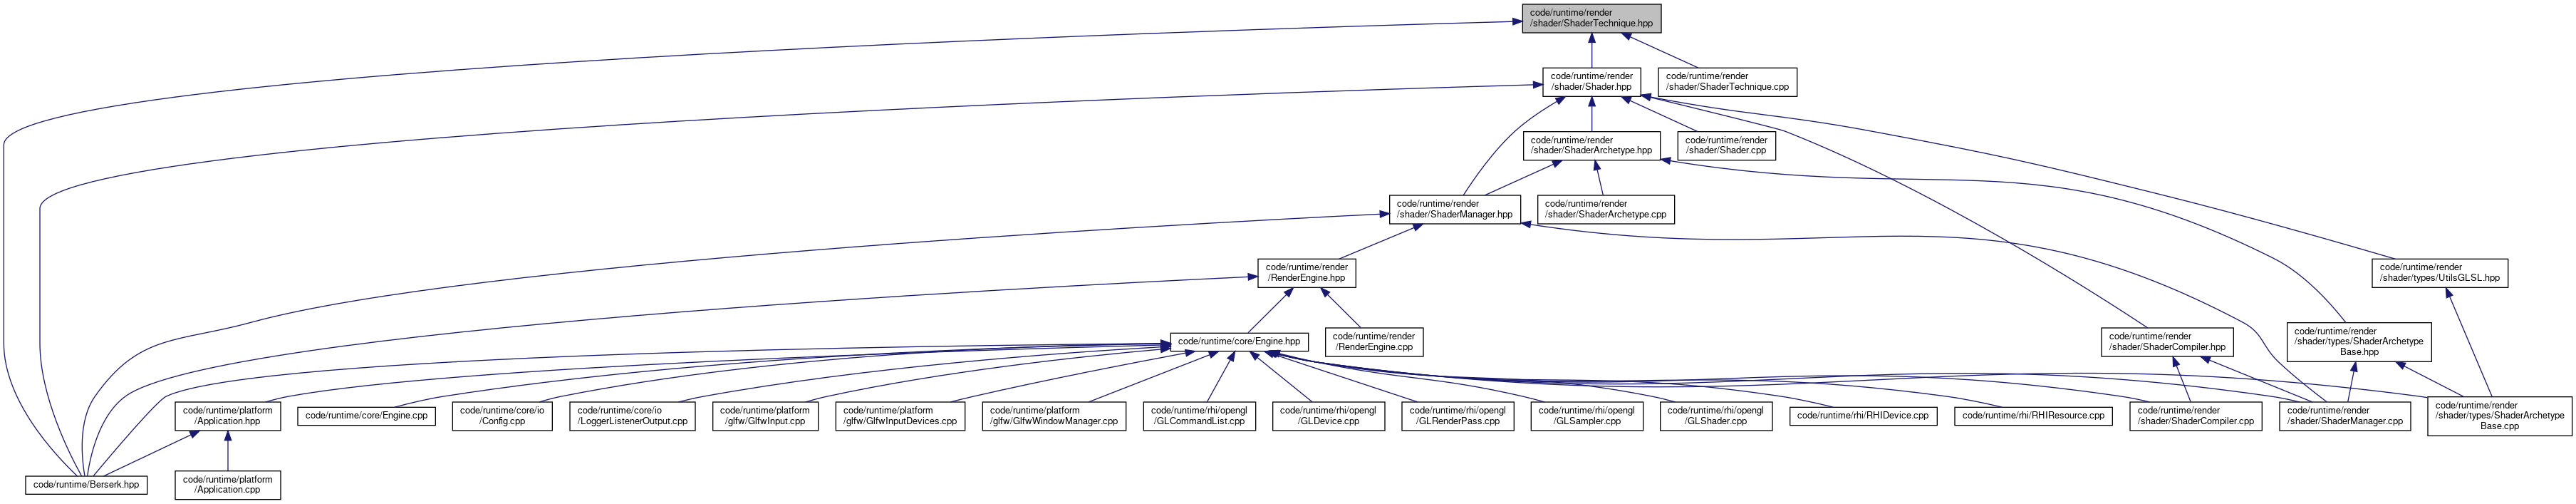 code/runtime/render
/shader/ShaderTechnique.hpp
code/runtime/render
/shader/Shader.hpp
code/runtime/render
/shader/ShaderTechnique.cpp
code/runtime/render
/shader/ShaderArchetype.hpp
code/runtime/render
/shader/Shader.cpp
code/runtime/render
/shader/ShaderManager.hpp
code/runtime/render
/shader/ShaderArchetype.cpp
code/runtime/render
/RenderEngine.hpp
code/runtime/render
/shader/types/UtilsGLSL.hpp
code/runtime/core/Engine.hpp
code/runtime/render
/RenderEngine.cpp
code/runtime/render
/shader/ShaderCompiler.hpp
code/runtime/render
/shader/types/ShaderArchetype
Base.hpp
code/runtime/platform
/Application.hpp
code/runtime/core/Engine.cpp
code/runtime/core/io
/Config.cpp
code/runtime/core/io
/LoggerListenerOutput.cpp
code/runtime/platform
/glfw/GlfwInput.cpp
code/runtime/platform
/glfw/GlfwInputDevices.cpp
code/runtime/platform
/glfw/GlfwWindowManager.cpp
code/runtime/rhi/opengl
/GLCommandList.cpp
code/runtime/rhi/opengl
/GLDevice.cpp
code/runtime/rhi/opengl
/GLRenderPass.cpp
code/runtime/rhi/opengl
/GLSampler.cpp
code/runtime/rhi/opengl
/GLShader.cpp
code/runtime/rhi/RHIDevice.cpp
code/runtime/rhi/RHIResource.cpp
code/runtime/render
/shader/ShaderCompiler.cpp
code/runtime/render
/shader/ShaderManager.cpp
code/runtime/render
/shader/types/ShaderArchetype
Base.cpp
code/runtime/Berserk.hpp
code/runtime/platform
/Application.cpp